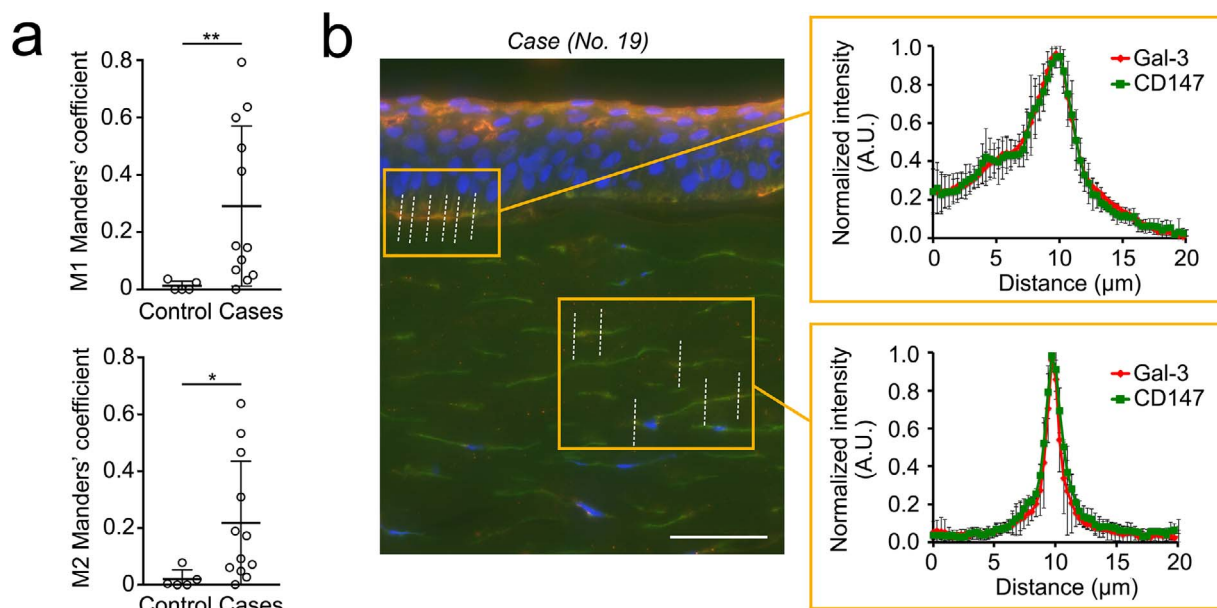 a
**
M1 Manders' coefficient
0.8
0.6
0.4
0.2
0
Control Cases
*
M2 Manders' coefficient
0.8
0.6
0.4
0.2
0
Control Cases
b
Case (No. 19)
Normalized intensity
(A.U.)
1.0
0.8
0.6
0.4
0.2
0.0
0 5 10 15 20
Distance (μm)
Gal-3
CD147
Normalized intensity
(A.U.)
1.0
0.8
0.6
0.4
0.2
0.0
0 5 10 15 20
Distance (μm)
Gal-3
CD147